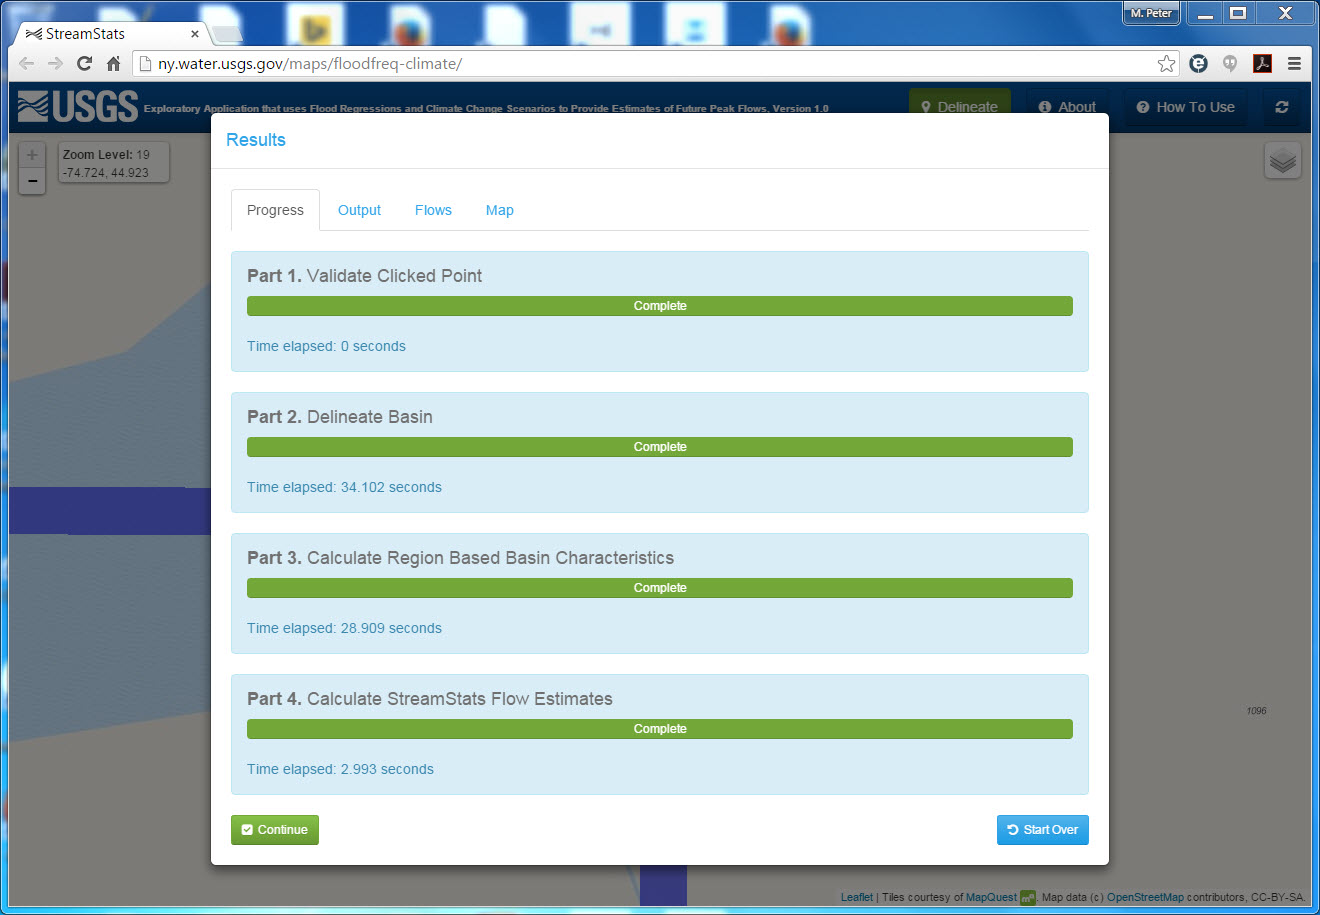 M. Peter
StreamStats
ny.water.usgs.gov/maps/floodfreq-climate/
USGS
Exploratory Application that uses Flood Regressions and Climate Change Scenarios to Provide Estimates of Future Peak Flows, Version 1.0
Delineate
About
How To Use
+
Zoom Level: 19
-74.724, 44.923
−
Results
Progress
Output
Flows
Map
Part 1. Validate Clicked Point
Complete
Time elapsed: 0 seconds
Part 2. Delineate Basin
Complete
Time elapsed: 34.102 seconds
Part 3. Calculate Region Based Basin Characteristics
Complete
Time elapsed: 28.909 seconds
Part 4. Calculate StreamStats Flow Estimates
Complete
Time elapsed: 2.993 seconds
1096
Continue
Start Over
Leaflet | Tiles courtesy of MapQuest , Map data (c) OpenStreetMap contributors, CC-BY-SA.